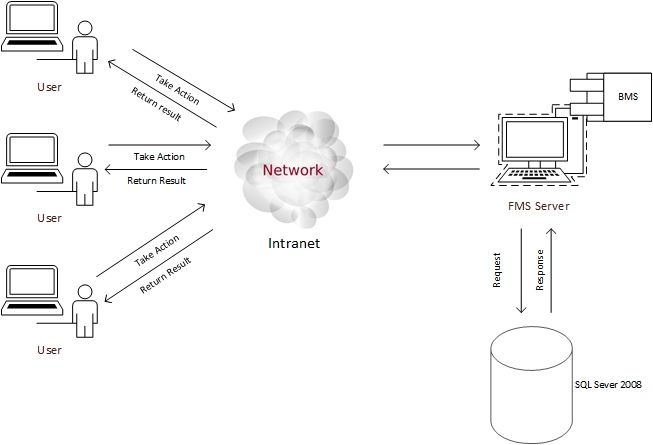 User
Take Action
Return result
User
Take Action
Return Result
User
Take Action
Return Result
Network
Intranet
BMS
FMS Server
Request
Response
SQL Sever 2008